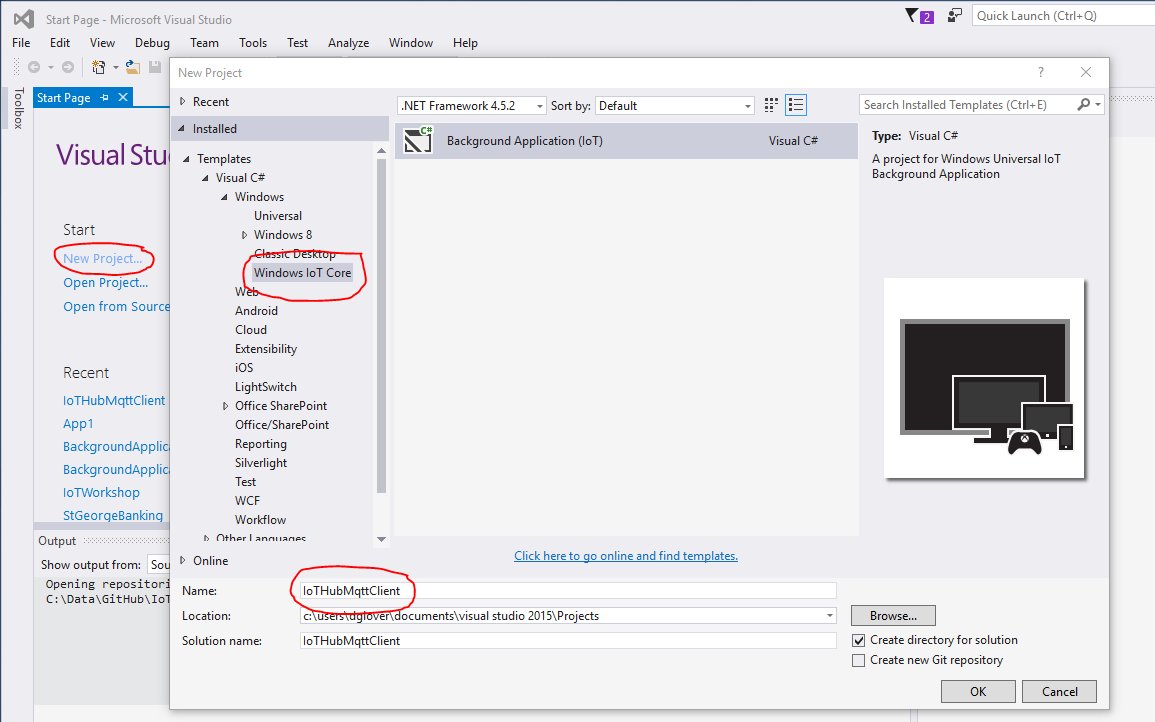 Start Page - Microsoft Visual Studio
2
Quick Launch (Ctrl+Q)
File Edit View Debug Team Tools Test Analyze Window Help
Toolbox
Start Page
Visual Stu
Start
New Project...
Open Project...
Open from Source
Recent
IoTHubMqttClient
App1
BackgroundApplica
BackgroundApplica
IoTWorkshop
StGeorgeBanking
Output
Show output from: Sou
Opening repositori
C:\Data\GitHub\IoT
New Project
? 
Recent
.NET Framework 4.5.2 Sort by: Default
Search Installed Templates (Ctrl+E)
Installed
Templates
Visual C#
Windows
Universal
Windows 8
Classic Desktop
Windows IoT Core
Web
Android
Cloud
Extensibility
iOS
LightSwitch
Office SharePoint
Office/SharePoint
Reporting
Silverlight
Test
WCF
Workflow
Other Languages
Online
C#
Background Application (IoT) Visual C#
Type: Visual C#
A project for Windows Universal IoT
Background Application
Click here to go online and find templates.
Name: IoTHubMqttClient
Location: c:\users\dglover\documents\visual studio 2015\Projects
Browse...
Solution name: IoTHubMqttClient
Create directory for solution
Create new Git repository
OK Cancel